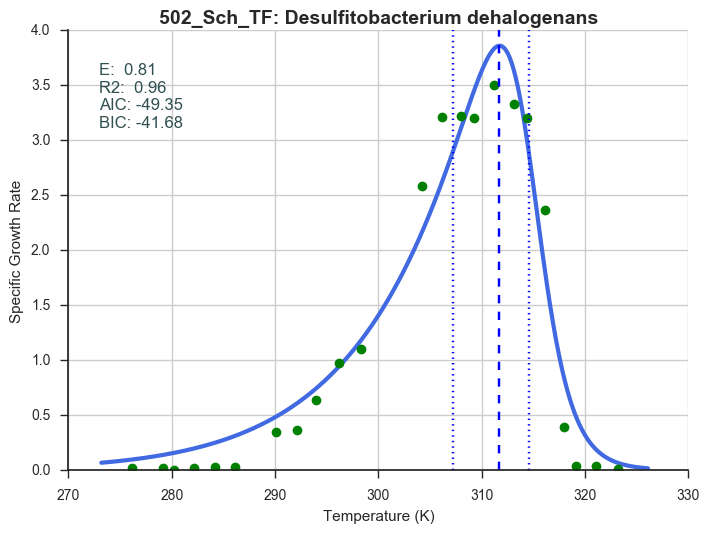 502_Sch_TF: Desulfitobacterium dehalogenans
E:  0.81
R2:  0.96
AIC: -49.35
BIC: -41.68
Specific Growth Rate
4.0
3.5
3.0
2.5
2.0
1.5
1.0
0.5
0.0
270 280 290 300 310 320 330
Temperature (K)